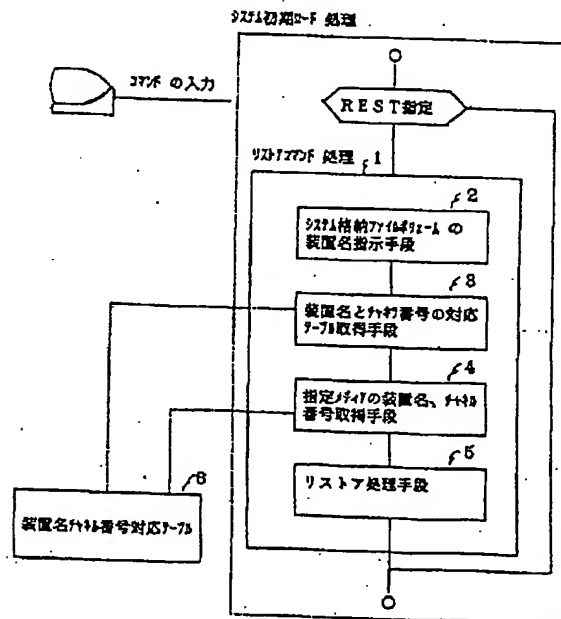 システム初期ロード 処理
コマンド の入力
REST指定
リストアコマンド 処理
1
2
システム格納ファイルボリューム の
装置名指示手段
3
装置名とチャネル番号の対応
テーブル取得手段
4
指定メディアの装置名、チャネル
番号取得手段
5
リストア処理手段
6
装置名チャネル番号対応テーブル